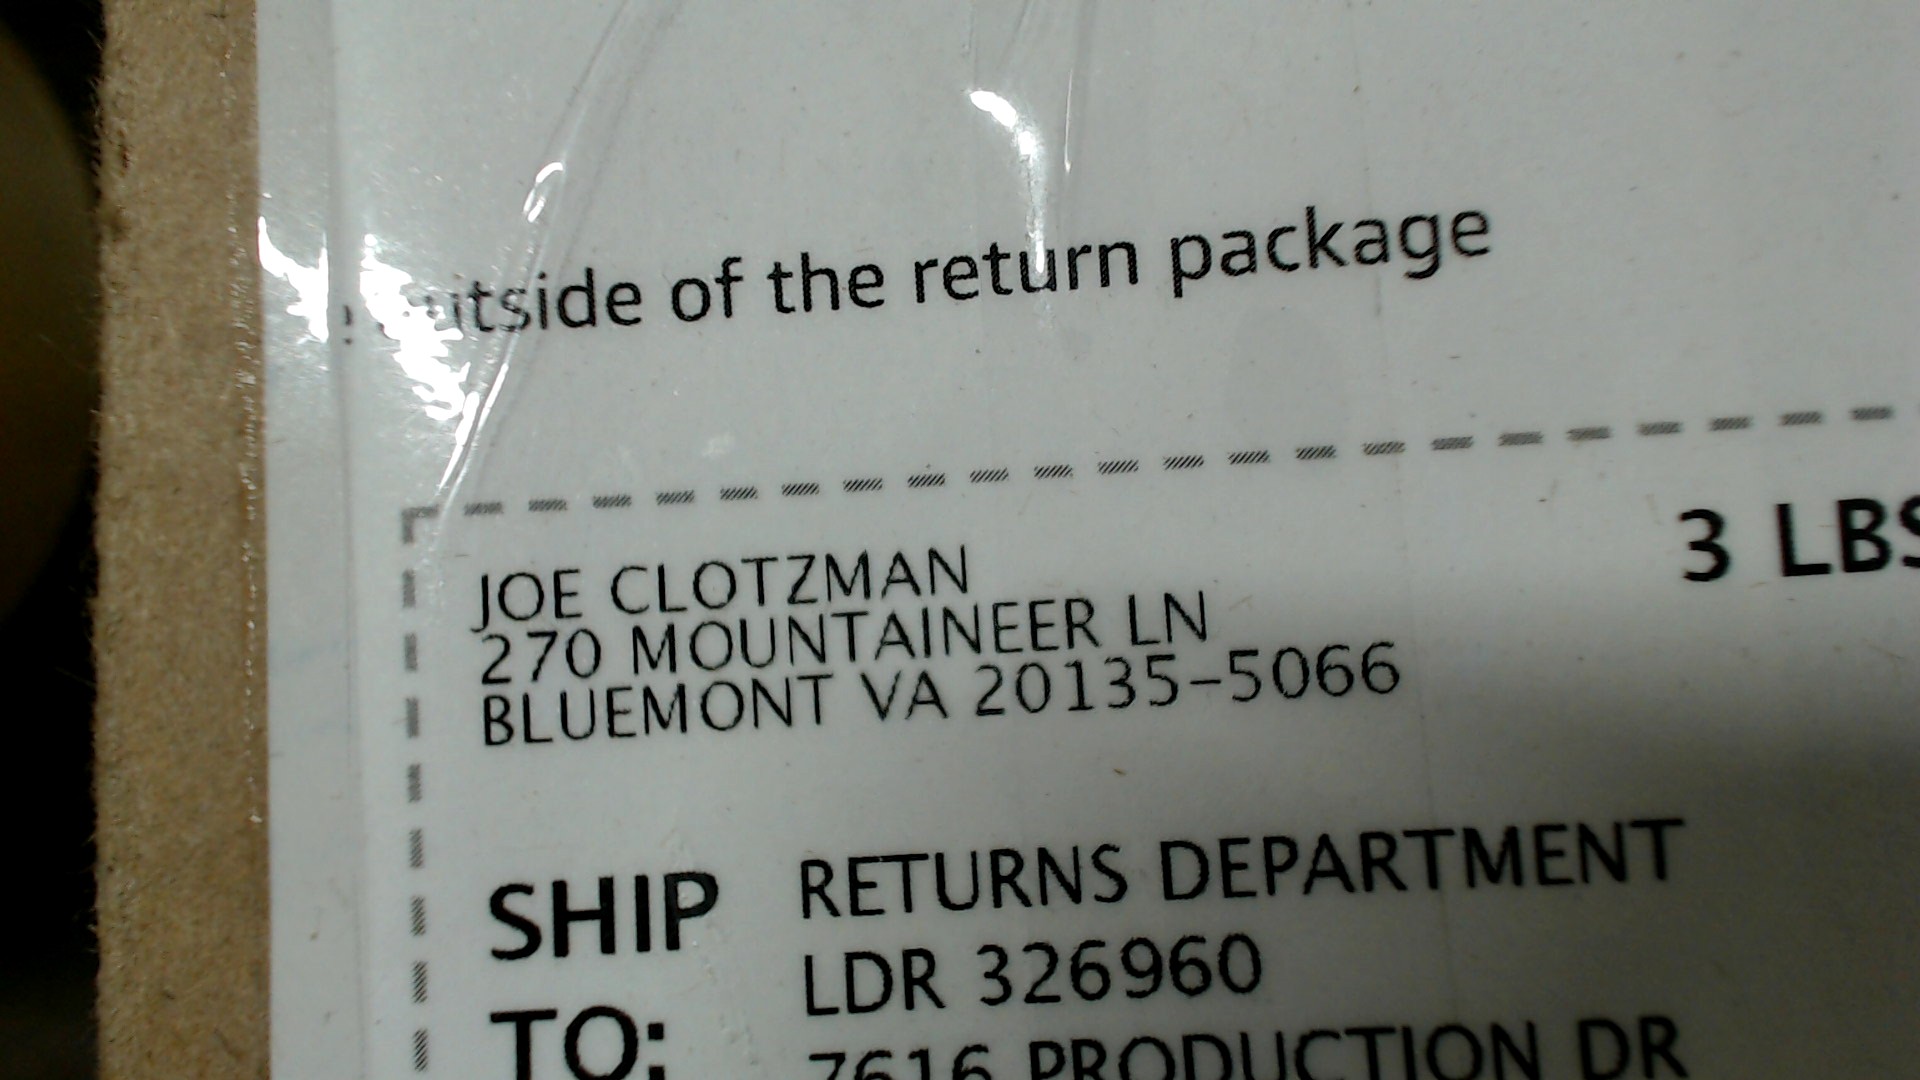 outside of the return package
3 LBS
JOE CLOTZMAN
270 MOUNTAINEER LN
BLUEMONT VA 20135-5066
SHIP TO:
RETURNS DEPARTMENT
LDR 326960
7616 PRODUCTION DR